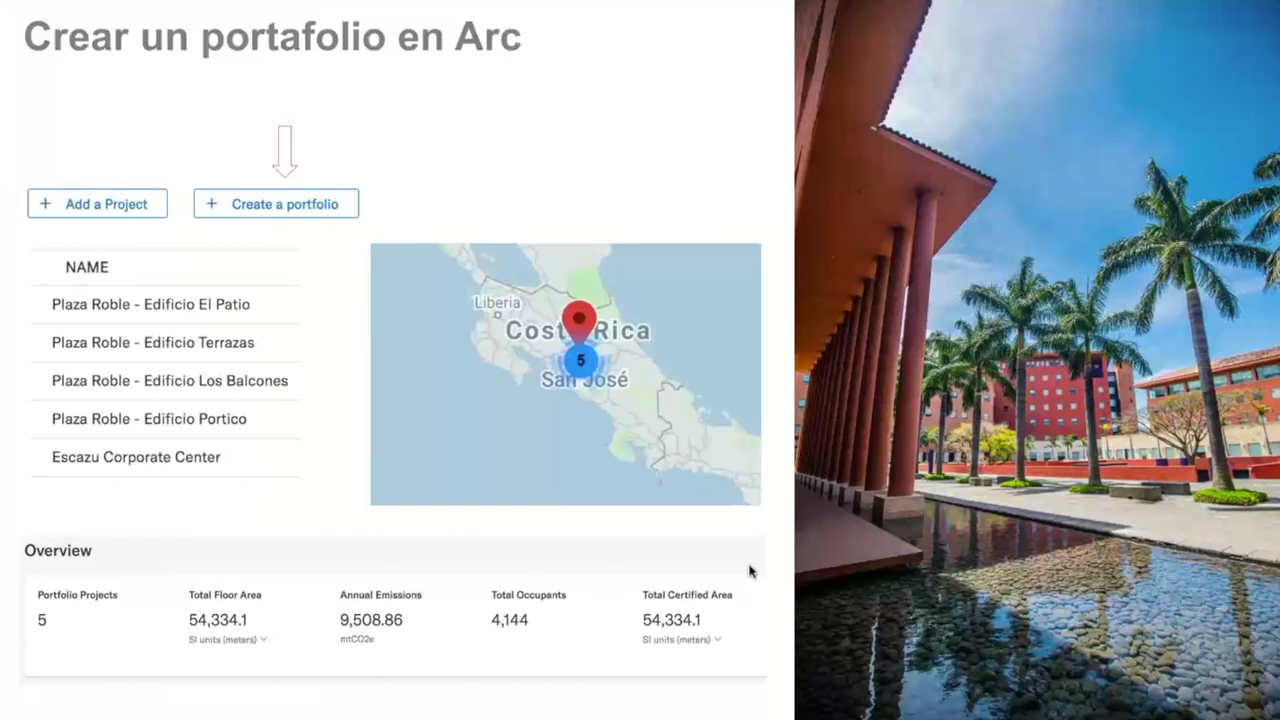 Crear un portafolio en Arc
+ Add a Project
+ Create a portfolio
NAME
Plaza Roble - Edificio El Patio
Plaza Roble - Edificio Terrazas
Plaza Roble - Edificio Los Balcones
Plaza Roble - Edificio Portico
Escazu Corporate Center
Liberia
Costa Rica
5
San José
Overview
Portfolio Projects Total Floor Area Annual Emissions Total Occupants Total Certified Area
5 54,334.1 9,508.86 4,144 54,334.1
SI units (meters) mtCO2e SI units (meters)